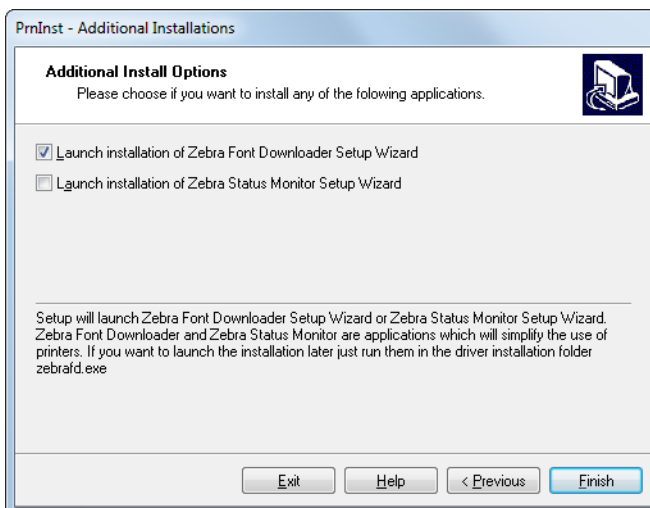 PrnInst - Additional Installations
Additional Install Options
Please choose if you want to install any of the folowing applications.
Launch installation of Zebra Font Downloader Setup Wizard
Launch installation of Zebra Status Monitor Setup Wizard
Setup will launch Zebra Font Downloader Setup Wizard or Zebra Status Monitor Setup Wizard.
Zebra Font Downloader and Zebra Status Monitor are applications which will simplify the use of
printers. If you want to launch the installation later just run them in the driver installation folder
zebrafd.exe
Exit
Help
< Previous
Finish